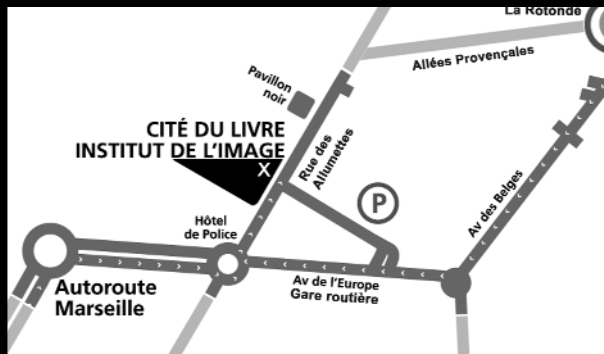 La Rotonde
Allées Provençales
Pavillon
noir
CITÉ DU LIVRE
INSTITUT DE L'IMAGE
X
Rue des
Allumettes
P
Av des Belges
Hôtel
de Police
Autoroute
Marseille
Av de l'Europe
Gare routière